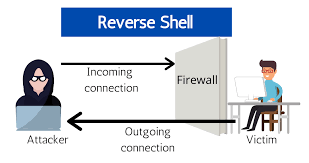 Reverse Shell
Incoming
connection
Firewall
Attacker
Outgoing
connection
Victim